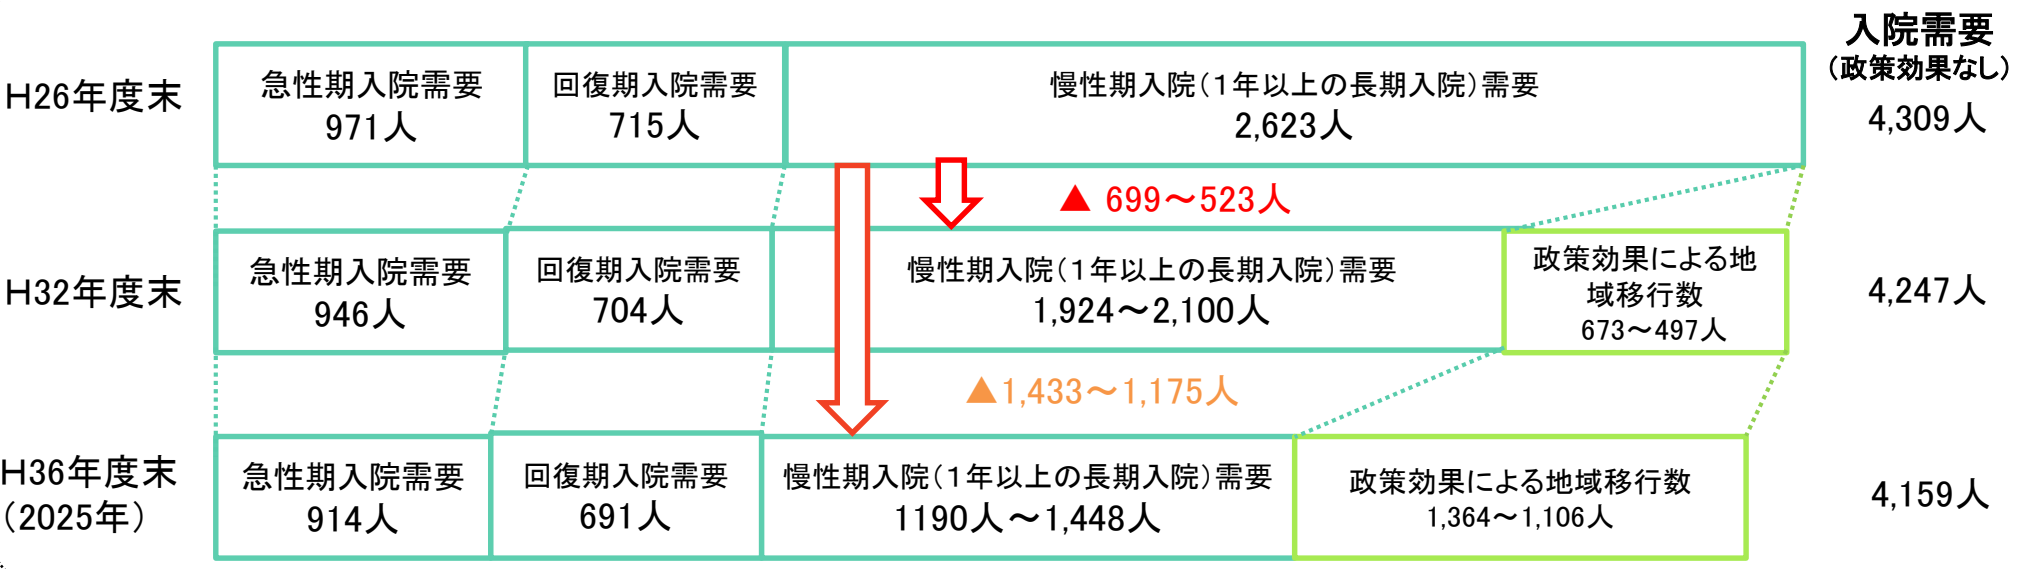 入院需要
（政策効果なし）
H26年度末
急性期入院需要
971人
回復期入院需要
715人
慢性期入院（１年以上の長期入院）需要
2,623人
4,309人
▲ 699～523人
H32年度末
急性期入院需要
946人
回復期入院需要
704人
慢性期入院（１年以上の長期入院）需要
1,924～2,100人
政策効果による地
域移行数
673～497人
4,247人
▲1,433～1,175人
H36年度末
（2025年）
急性期入院需要
914人
回復期入院需要
691人
慢性期入院（１年以上の長期入院）需要
1190人～1,448人
政策効果による地域移行数
1,364～1,106人
4,159人